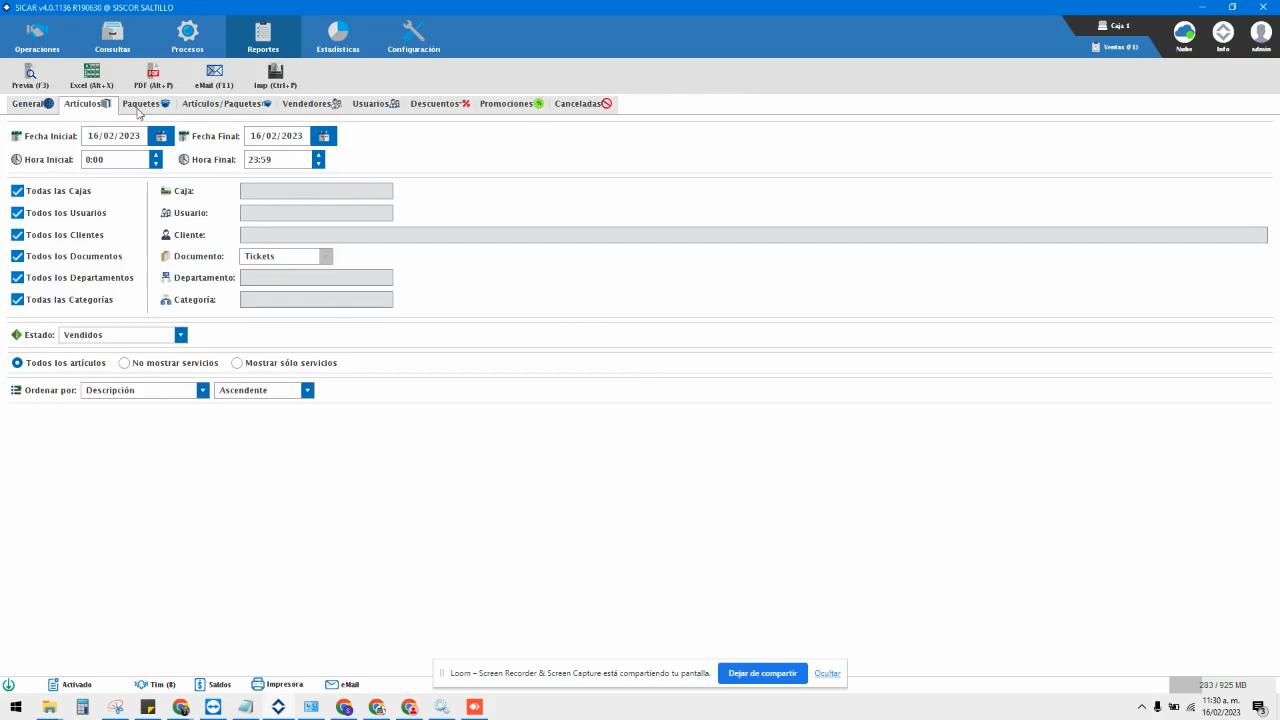 SICAR v4.0.1136 R190630 @ SISCOR SALTILLO
Operaciones Consultas Procesos Reportes Estadísticas Configuración
Caja 1
Ventas (F1)
Nube Info admin
Previa (F3) Excel (Alt+X) PDF (Alt+P) eMail (F11) Imp (Ctrl+P)
General Artículos Paquetes Artículos/Paquetes Vendedores Usuarios Descuentos Promociones Canceladas
Fecha Inicial: 16/02/2023 Fecha Final: 16/02/2023
Hora Inicial: 0:00 Hora Final: 23:59
Todas las Cajas Caja:
Todos los Usuarios Usuario:
Todos los Clientes Cliente:
Todos los Documentos Documento: Tickets
Todos los Departamentos Departamento:
Todas las Categorías Categoría:
Estado: Vendidos
Todos los artículos No mostrar servicios Mostrar sólo servicios
Ordenar por: Descripción Ascendente
Loom – Screen Recorder & Screen Capture está compartiendo tu pantalla. Dejar de compartir Ocultar
Activado Tim (8) Saldos Impresora eMail 283 / 925 MB
11:30 a. m.
16/02/2023
3